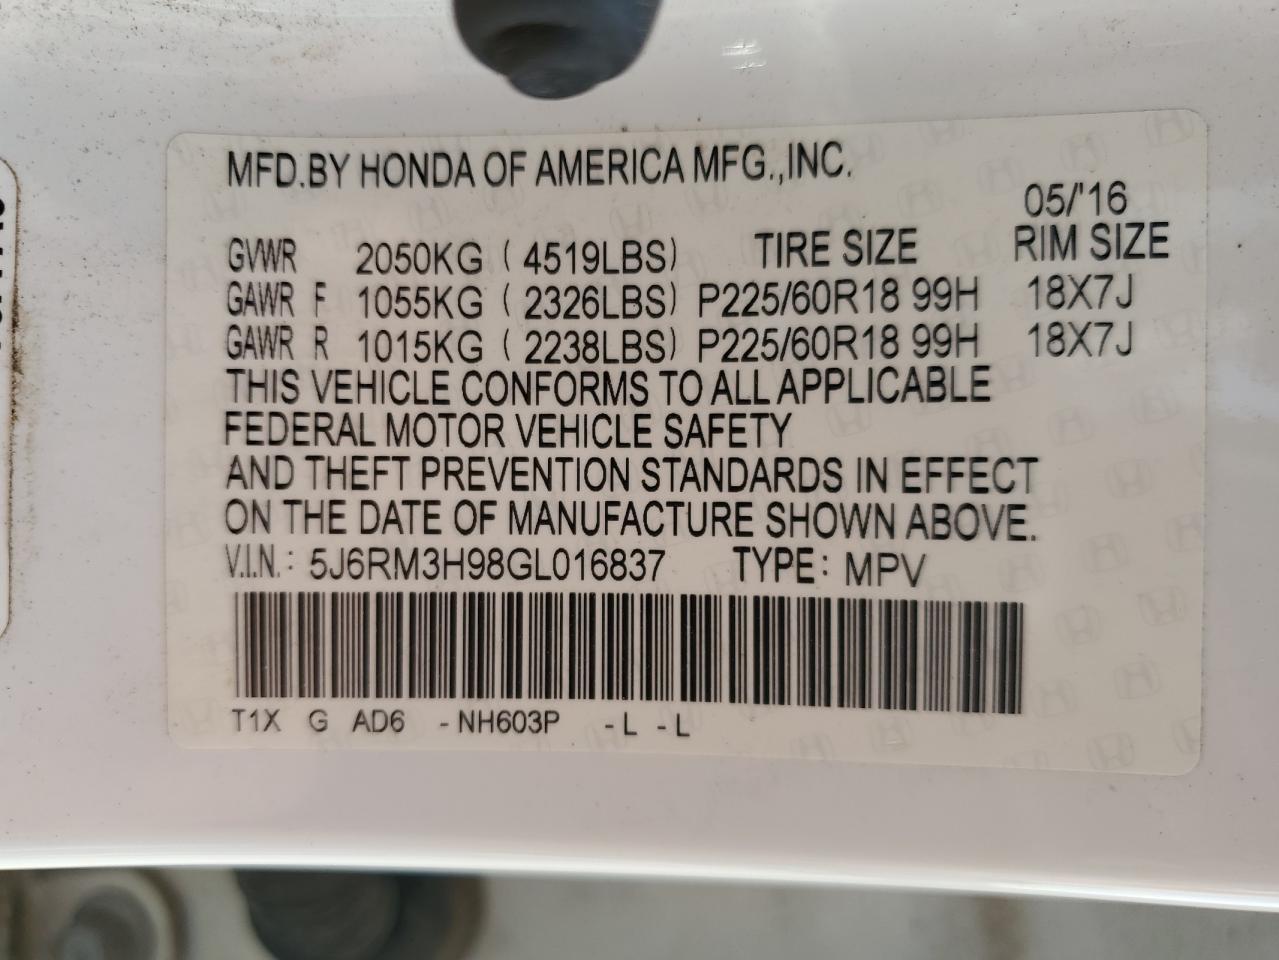 MFD.BY HONDA OF AMERICA MFG.,INC.
05/'16
GVWR 2050KG ( 4519LBS) TIRE SIZE RIM SIZE
GAWR F 1055KG ( 2326LBS) P225/60R18 99H 18X7J
GAWR R 1015KG ( 2238LBS) P225/60R18 99H 18X7J
THIS VEHICLE CONFORMS TO ALL APPLICABLE
FEDERAL MOTOR VEHICLE SAFETY
AND THEFT PREVENTION STANDARDS IN EFFECT
ON THE DATE OF MANUFACTURE SHOWN ABOVE.
V.I.N.: 5J6RM3H98GL016837 TYPE: MPV
T1X G AD6 - NH603P - L - L